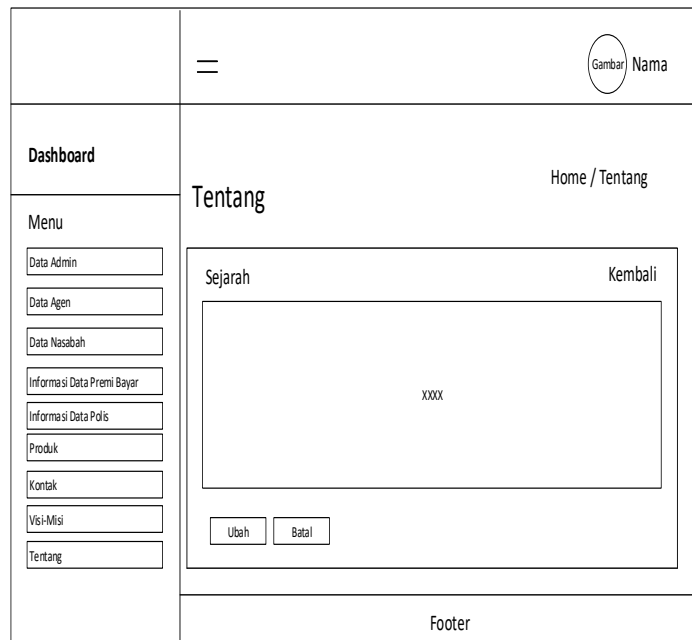 Gambar Nama
Dashboard
Home / Tentang
Tentang
Menu
Data Admin
Data Agen
Data Nasabah
Informasi Data Premi Bayar
Informasi Data Polis
Produk
Kontak
Visi-Misi
Tentang
Sejarah
Kembali
XXXX
Ubah
Batal
Footer